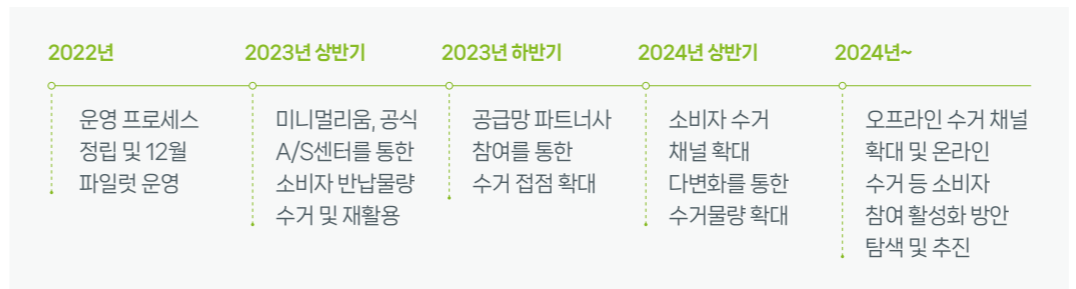 2022년
운영 프로세스
정립 및 12월
파일럿 운영
2023년 상반기
미니멀리움, 공식
A/S센터를 통한
소비자 반납물량
수거 및 재활용
2023년 하반기
공급망 파트너사
참여를 통한
수거 접점 확대
2024년 상반기
소비자 수거
채널 확대
다변화를 통한
수거물량 확대
2024년~
오프라인 수거 채널
확대 및 온라인
수거 등 소비자
참여 활성화 방안
탐색 및 추진